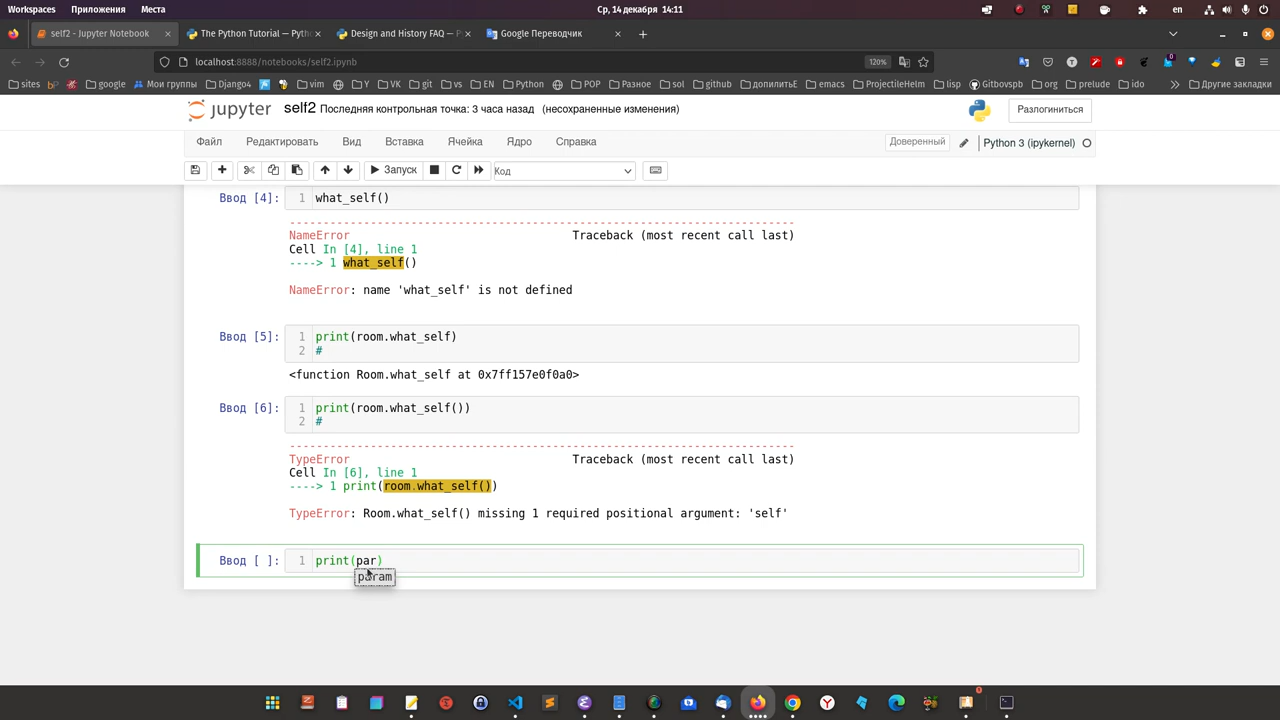 Workspaces Приложения Места Ср, 14 декабря 14:11 en
self2 - Jupyter Notebook × The Python Tutorial — Pyth × Design and History FAQ — P × Google Переводчик × +
localhost:8888/notebooks/self2.ipynb 120%
sites google Мои группы Django4 vim Y VK git vs EN Python POP Разное sol github допилитьЕ emacs ProjectileHelm Gitbovspb org prelude ido >> Другие закладки
jupyter self2 Последняя контрольная точка: 3 часа назад (несохраненные изменения) Разлогиниться
Файл Редактировать Вид Вставка Ячейка Ядро Справка Доверенный Python 3 (ipykernel)
Запуск Код
Ввод [4]: 1 what_self()
---------------------------------------------------------------------------
NameError Traceback (most recent call last)
Cell In [4], line 1
----> 1 what_self()
NameError: name 'what_self' is not defined
Ввод [5]: 1 print(room.what_self)
2 #
<function Room.what_self at 0x7ff157e0f0a0>
Ввод [6]: 1 print(room.what_self())
2 #
---------------------------------------------------------------------------
TypeError Traceback (most recent call last)
Cell In [6], line 1
----> 1 print(room.what_self())
TypeError: Room.what_self() missing 1 required positional argument: 'self'
Ввод [ ]: 1 print(par)
param